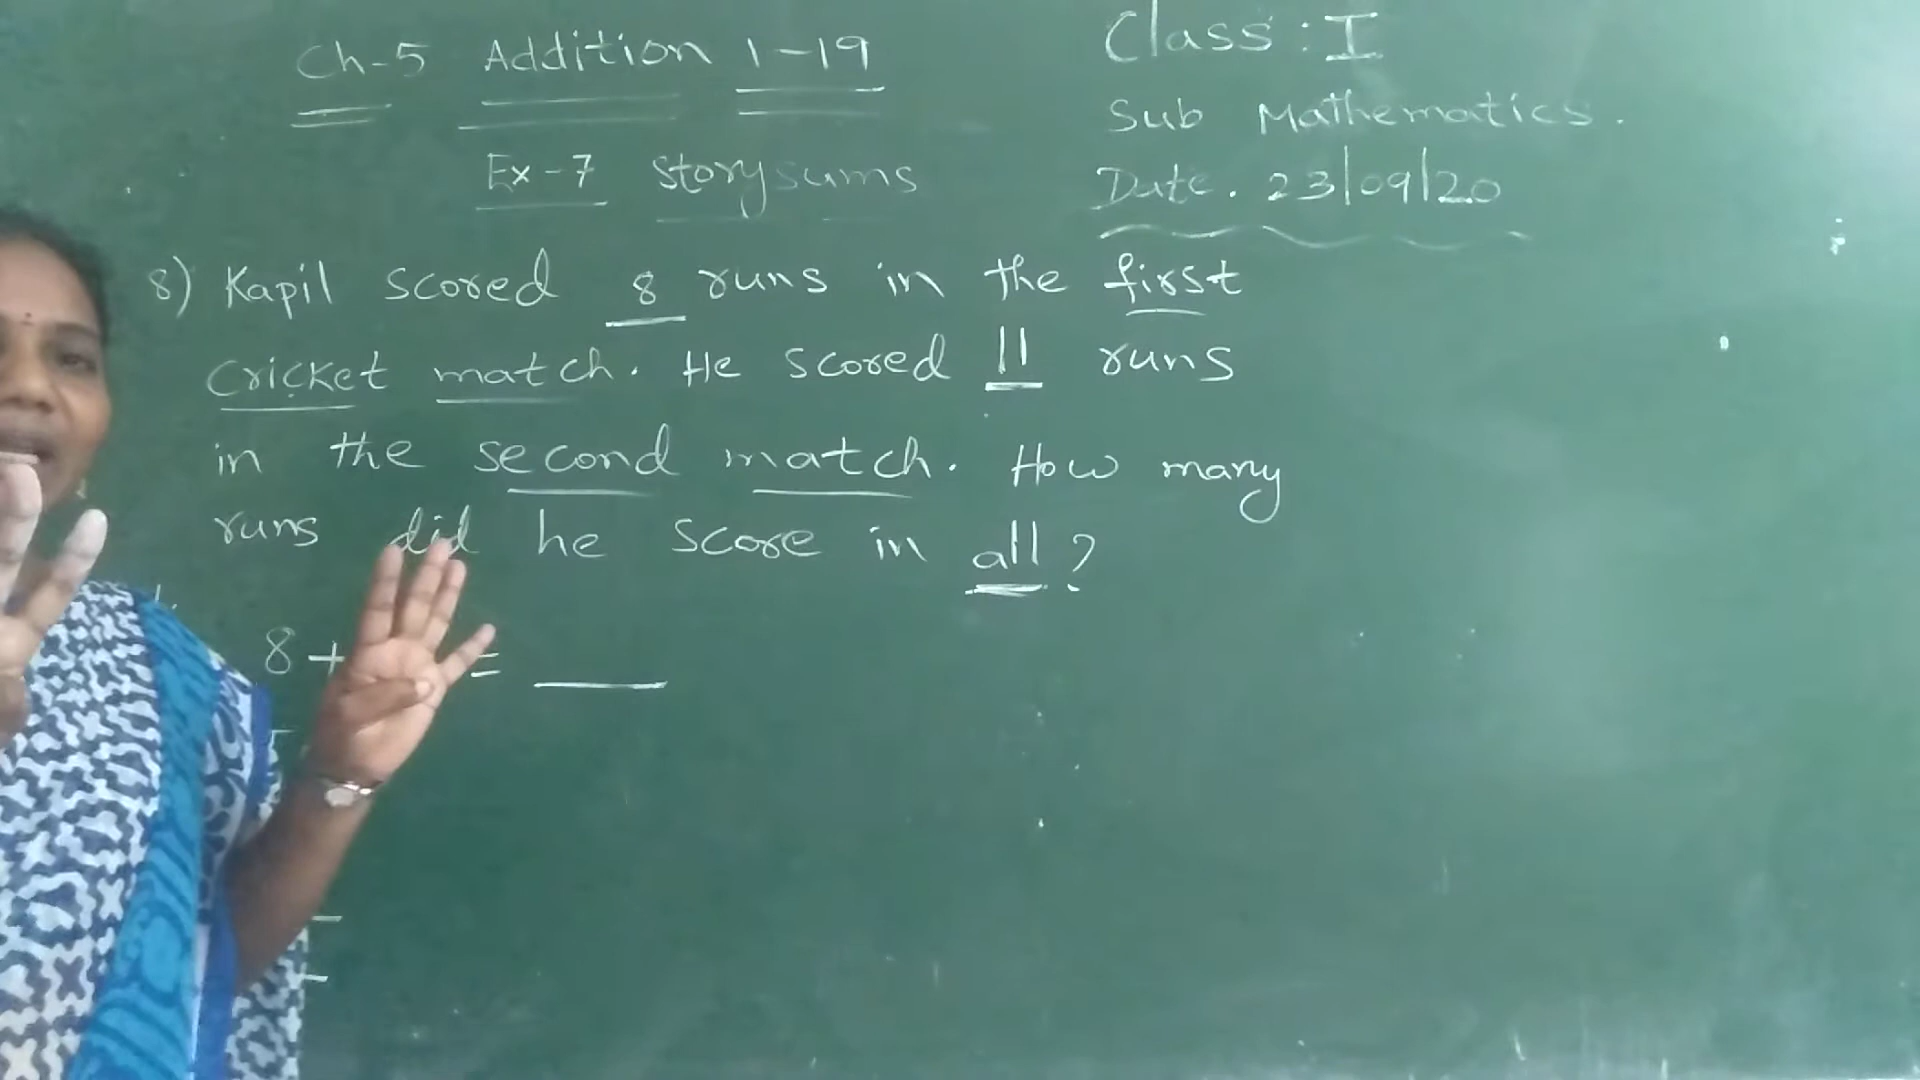 Ch-5 Addition 1-19
Class: I
Sub Mathematics.
Ex-7 Storysums
Date. 23/09/20
8) Kapil scored 8 runs in the first
cricket match. He scored 11 runs
in the second match. How many
runs did he score in all?
8 + = ___